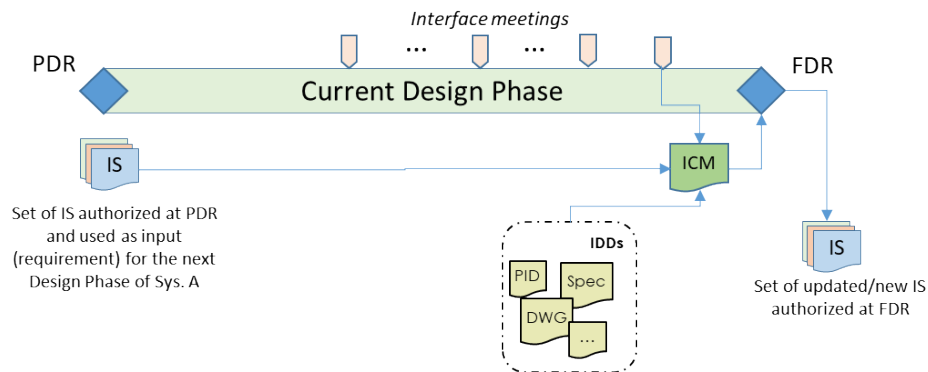 Interface meetings
... ...
PDR
FDR
Current Design Phase
IS
ICM
Set of IS authorized at PDR
and used as input
(requirement) for the next
Design Phase of Sys. A
IDDs
PID
Spec
DWG
...
IS
Set of updated/new IS
authorized at FDR